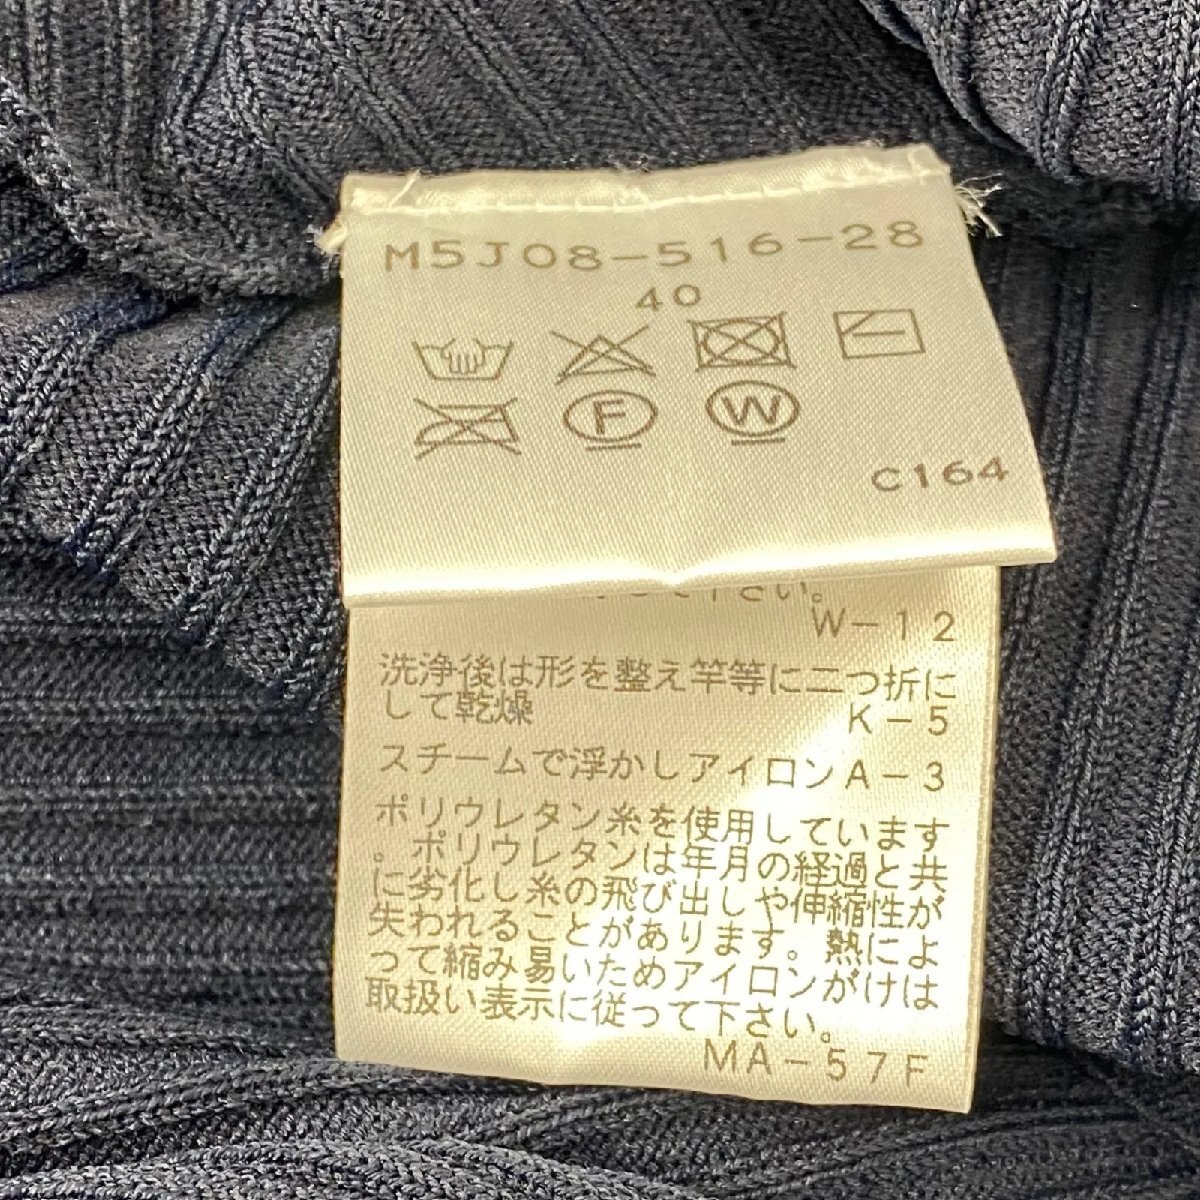 M5J08-516-28
40
F
W
C164
て下さい。
W-12
洗浄後は形を整え竿等に二つ折に
して乾燥
K-5
スチームで浮かしアイロンA-3
ポリウレタン糸を使用しています
。ポリウレタンは年月の経過と共
に劣化し糸の飛び出しや伸縮性が
失われることがあります。熱によ
って縮み易いためアイロンがけは
取扱い表示に従って下さい。
MA-57F